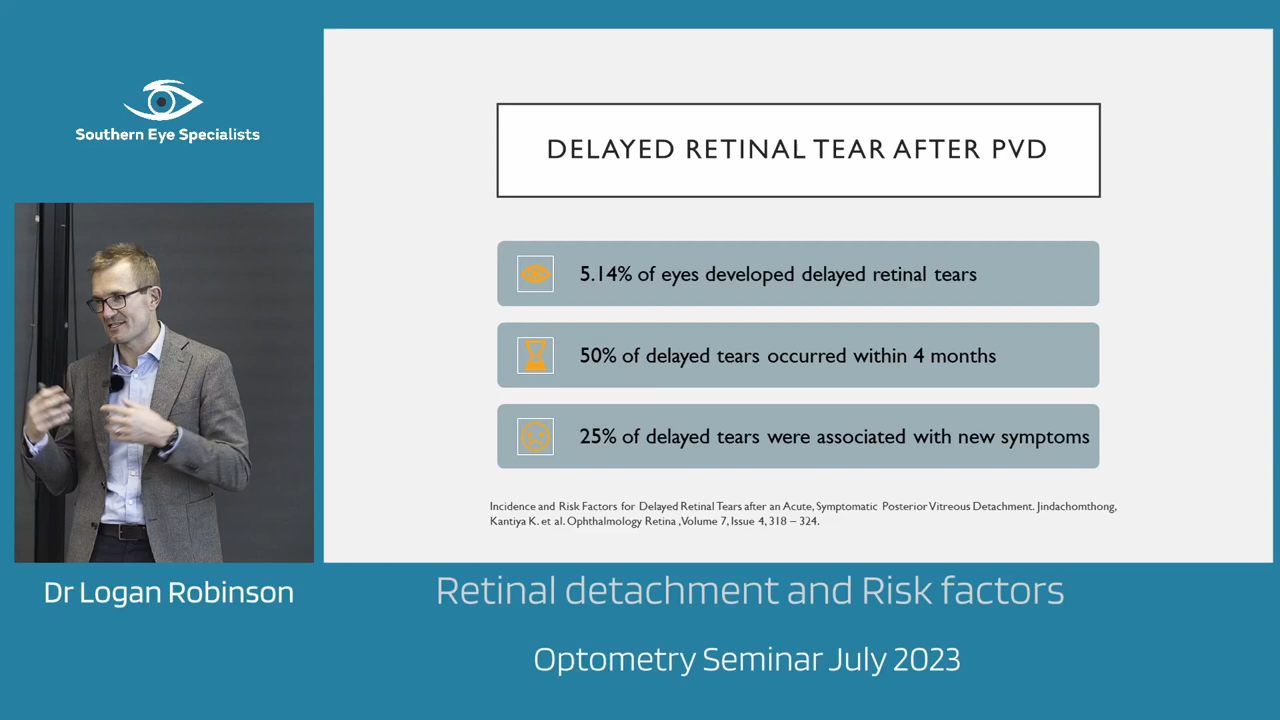 Southern Eye Specialists
DELAYED RETINAL TEAR AFTER PVD
5.14% of eyes developed delayed retinal tears
50% of delayed tears occurred within 4 months
25% of delayed tears were associated with new symptoms
Incidence and Risk Factors for Delayed Retinal Tears after an Acute, Symptomatic Posterior Vitreous Detachment. Jindachomthong,
Kantiya K. et al. Ophthalmology Retina , Volume 7, Issue 4, 318 – 324.
Dr Logan Robinson
Retinal detachment and Risk factors
Optometry Seminar July 2023